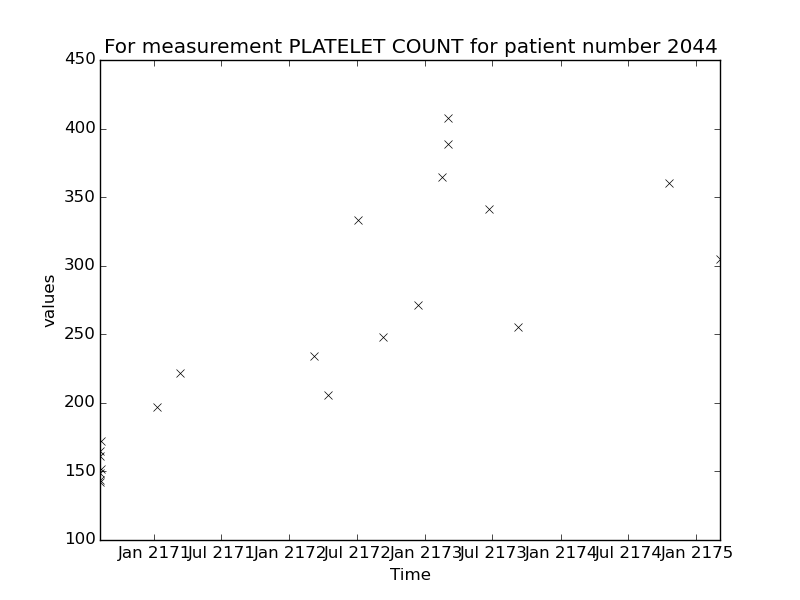 For measurement PLATELET COUNT for patient number 2044
450
400
350
300
250
200
150
100
values
Jan 2171 Jul 2171 Jan 2172 Jul 2172 Jan 2173 Jul 2173 Jan 2174 Jul 2174 Jan 2175
Time